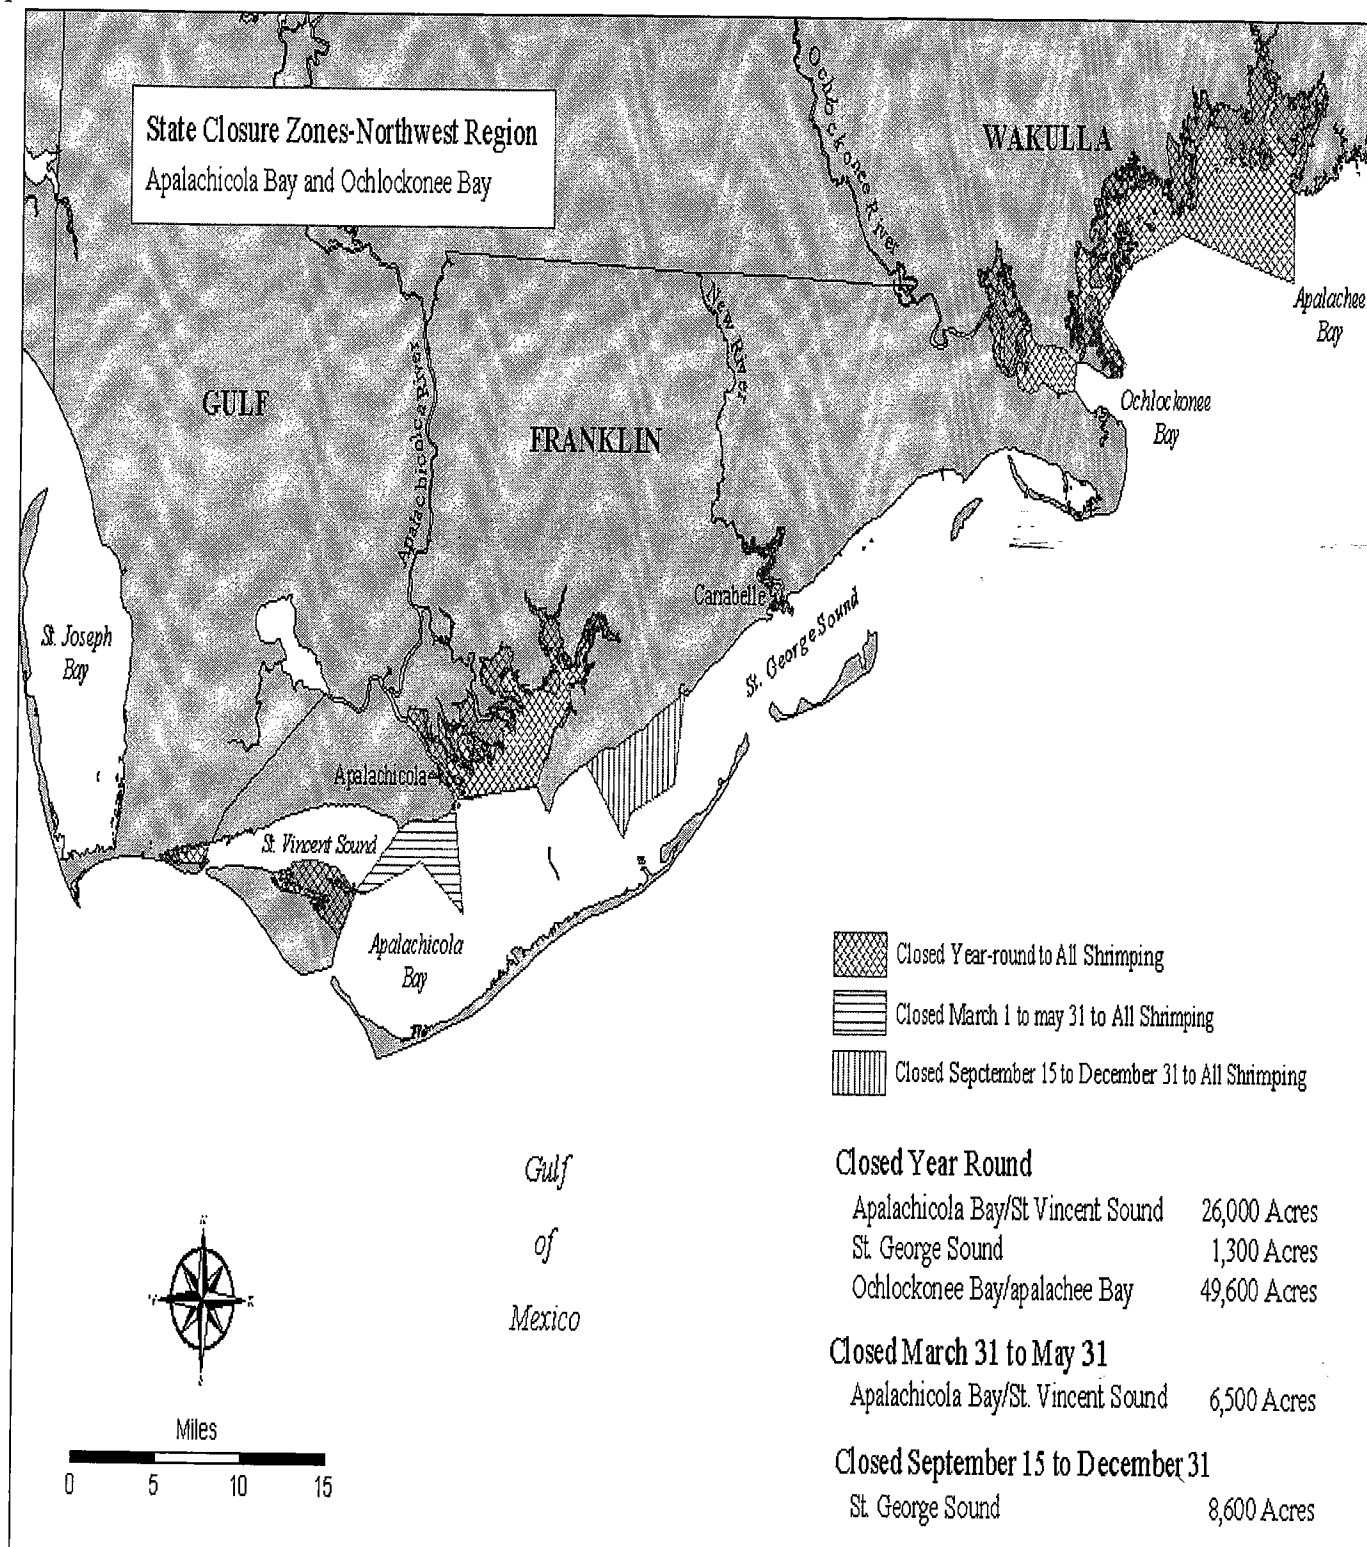 State Closure Zones-Northwest Region
Apalachicola Bay and Ochlockonee Bay
Ochlockonee River
WAKULLA
Apalachee
Bay
New River
Apalachicola River
GULF
FRANKLIN
Ochlockonee
Bay
Carrabelle
St. George Sound
St. Joseph
Bay
Apalachicola
St. Vincent Sound
Apalachicola
Bay
Closed Year-round to All Shrimping
Closed March 1 to may 31 to All Shrimping
Closed Sepctember 15 to December 31 to All Shrimping
Gulf
of
Mexico
Closed Year Round
Apalachicola Bay/St Vincent Sound 26,000 Acres
St. George Sound 1,300 Acres
Ochlockonee Bay/apalachee Bay 49,600 Acres
Closed March 31 to May 31
Apalachicola Bay/St. Vincent Sound 6,500 Acres
Closed September 15 to December 31
St. George Sound 8,600 Acres
N
S
Miles
0 5 10 15